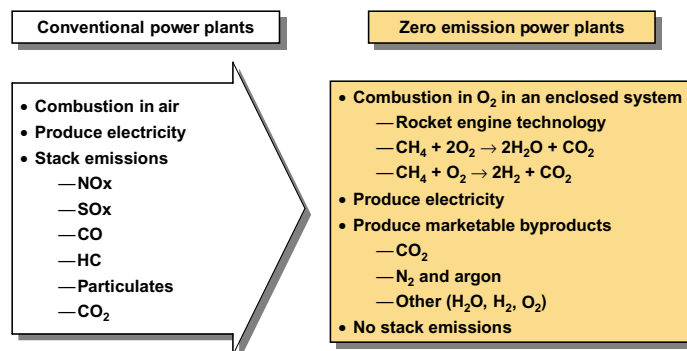 Conventional power plants
• Combustion in air
• Produce electricity
• Stack emissions
—NOx
—SOx
—CO
—HC
—Particulates
—CO₂
Zero emission power plants
• Combustion in O₂ in an enclosed system
—Rocket engine technology
—CH₄ + 2O₂ → 2H₂O + CO₂
—CH₄ + O₂ → 2H₂ + CO₂
• Produce electricity
• Produce marketable byproducts
—CO₂
—N₂ and argon
—Other (H₂O, H₂, O₂)
• No stack emissions